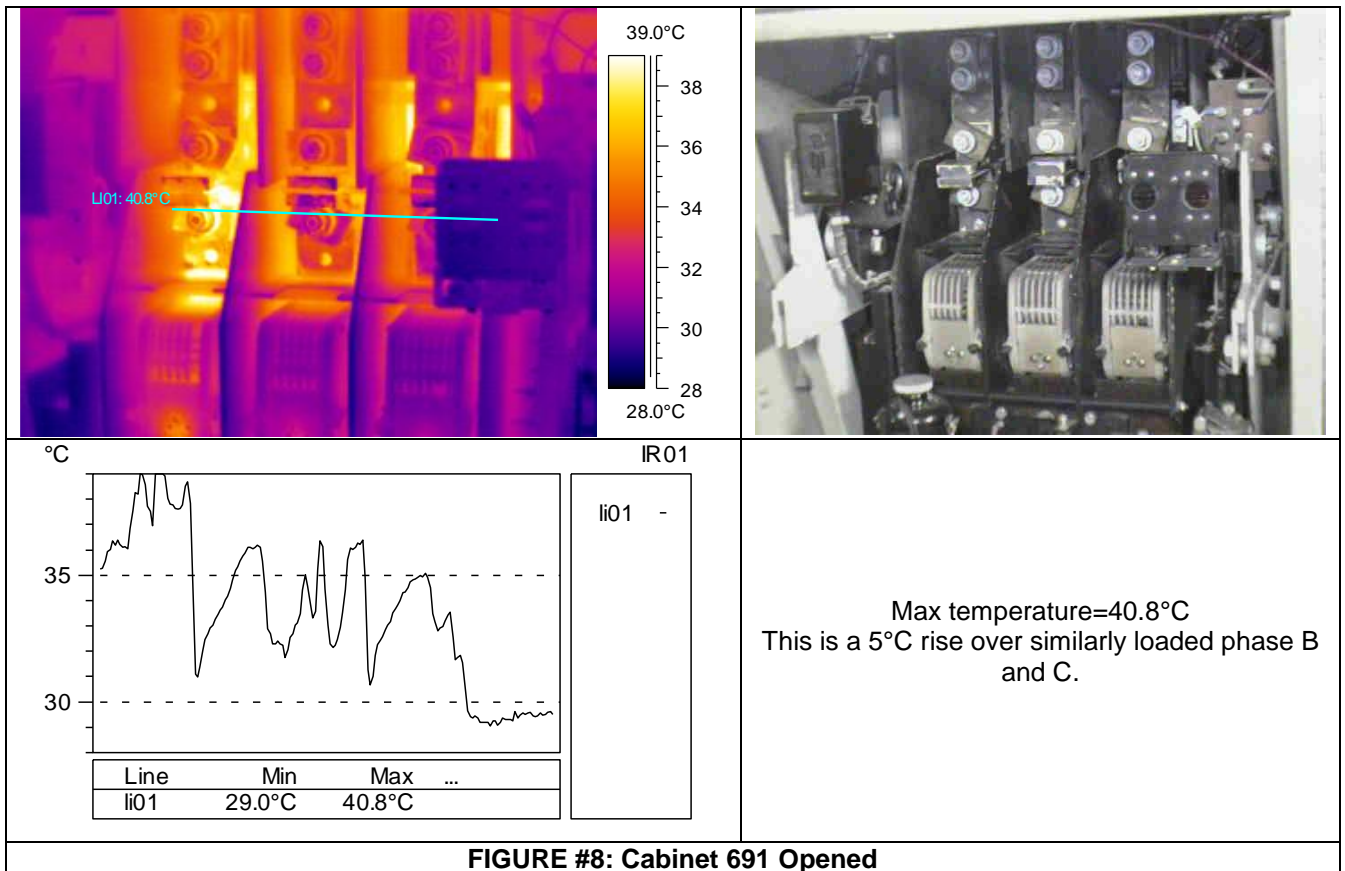 39.0°C
38
36
34
32
30
28
28.0°C
LI01: 40.8°C
°C
IR01
35
30
li01 -
Line Min Max ...
li01 29.0°C 40.8°C
Max temperature=40.8°C
This is a 5°C rise over similarly loaded phase B
and C.
FIGURE #8: Cabinet 691 Opened